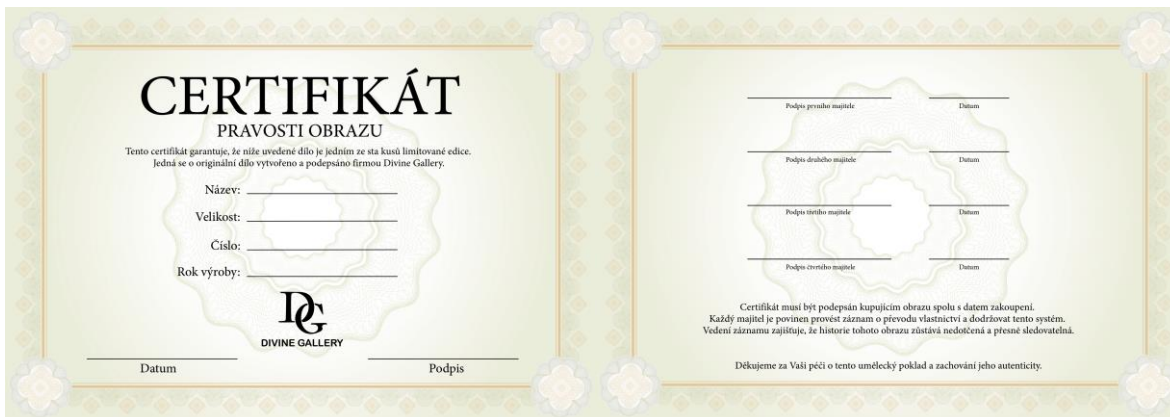 CERTIFIKÁT
PRAVOSTI OBRAZU
Tento certifikát garantuje, že níže uvedené dílo je jedním ze sta kusů limitované edice.
Jedná se o originální dílo vytvořeno a podepsáno firmou Divine Gallery.
Název:
Velikost:
Číslo:
Rok výroby:
DG
DIVINE GALLERY
Datum Podpis
Podpis prvního majitele Datum
Podpis druhého majitele Datum
Podpis třetího majitele Datum
Podpis čtvrtého majitele Datum
Certifikát musí být podepsán kupujícím obrazu spolu s datem zakoupení.
Každý majitel je povinen provést záznam o převodu vlastnictví a dodržovat tento systém.
Vedení záznamu zajišťuje, že historie tohoto obrazu zůstává nedotčená a přesně sledovatelná.
Děkujeme za Vaši péči o tento umělecký poklad a zachování jeho autenticity.